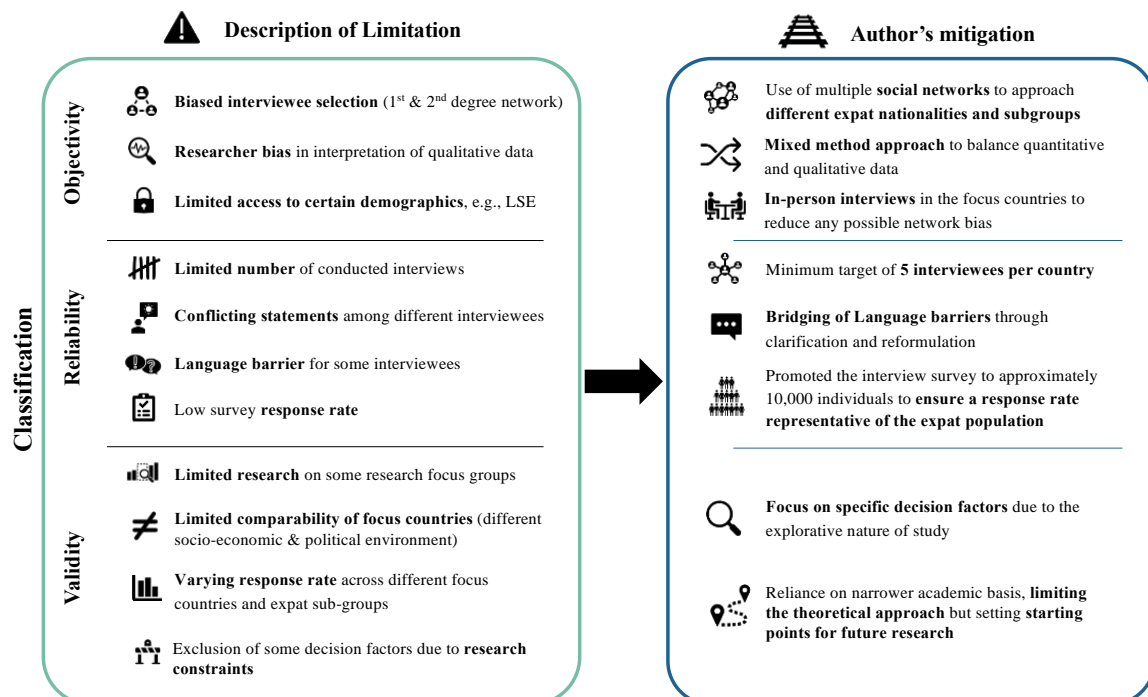 Description of Limitation
Author's mitigation
Classification
Objectivity
Biased interviewee selection (1st & 2nd degree network)
Researcher bias in interpretation of qualitative data
Limited access to certain demographics, e.g., LSE
Reliability
Limited number of conducted interviews
Conflicting statements among different interviewees
Language barrier for some interviewees
Low survey response rate
Validity
Limited research on some research focus groups
Limited comparability of focus countries (different
socio-economic & political environment)
Varying response rate across different focus
countries and expat sub-groups
Exclusion of some decision factors due to research
constraints
Use of multiple social networks to approach
different expat nationalities and subgroups
Mixed method approach to balance quantitative
and qualitative data
In-person interviews in the focus countries to
reduce any possible network bias
Minimum target of 5 interviewees per country
Bridging of Language barriers through
clarification and reformulation
Promoted the interview survey to approximately
10,000 individuals to ensure a response rate
representative of the expat population
Focus on specific decision factors due to the
explorative nature of study
Reliance on narrower academic basis, limiting
the theoretical approach but setting starting
points for future research